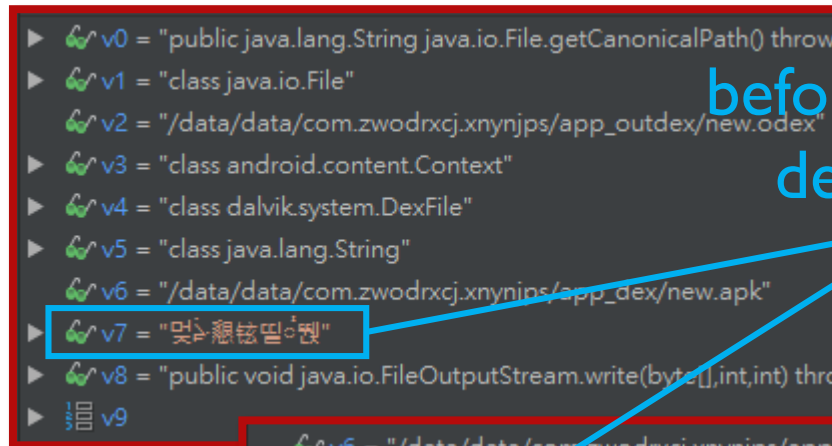 v0 = "public java.lang.String java.io.File.getCanonicalPath() throw
v1 = "class java.io.File"
befo
v2 = "/data/data/com.zwodrxcj.xnynjps/app_outdex/new.odex"
v3 = "class android.content.Context"
de
v4 = "class dalvik.system.DexFile"
v5 = "class java.lang.String"
v6 = "/data/data/com.zwodrxcj.xnynjps/app_dex/new.apk"
v7 =
v8 = "public void java.io.FileOutputStream.write(byte[],int,int) thro
v9